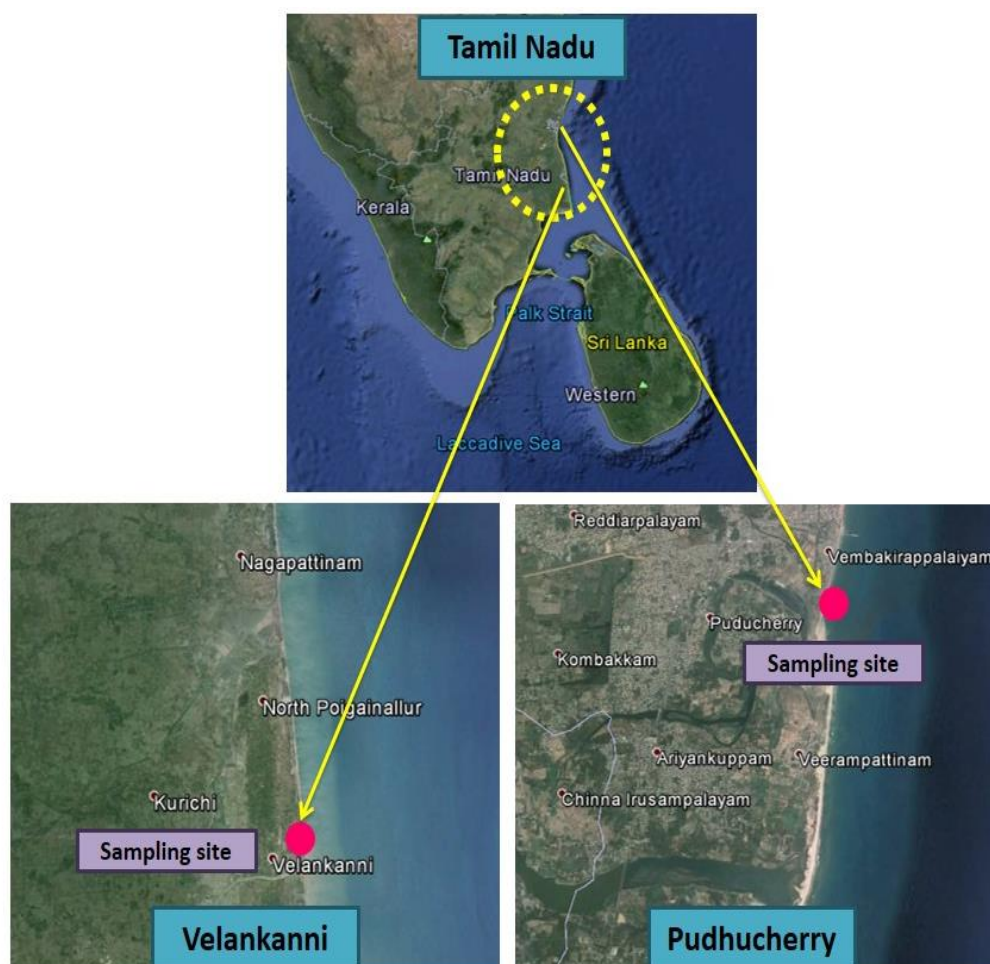 Tamil Nadu
Tamil Nadu
Kerala
Palk Strait
Sri Lanka
Western
Laccadive Sea
Nagapattinam
North Poigainallur
Kurichi
Sampling site
Velankanni
Velankanni
Reddiarpalayam
Vembakirappalaiyam
Puducherry
Kombakkam
Sampling site
Ariyankuppam
Veerampattinam
Chinna Irusampalayam
Pudhucherry